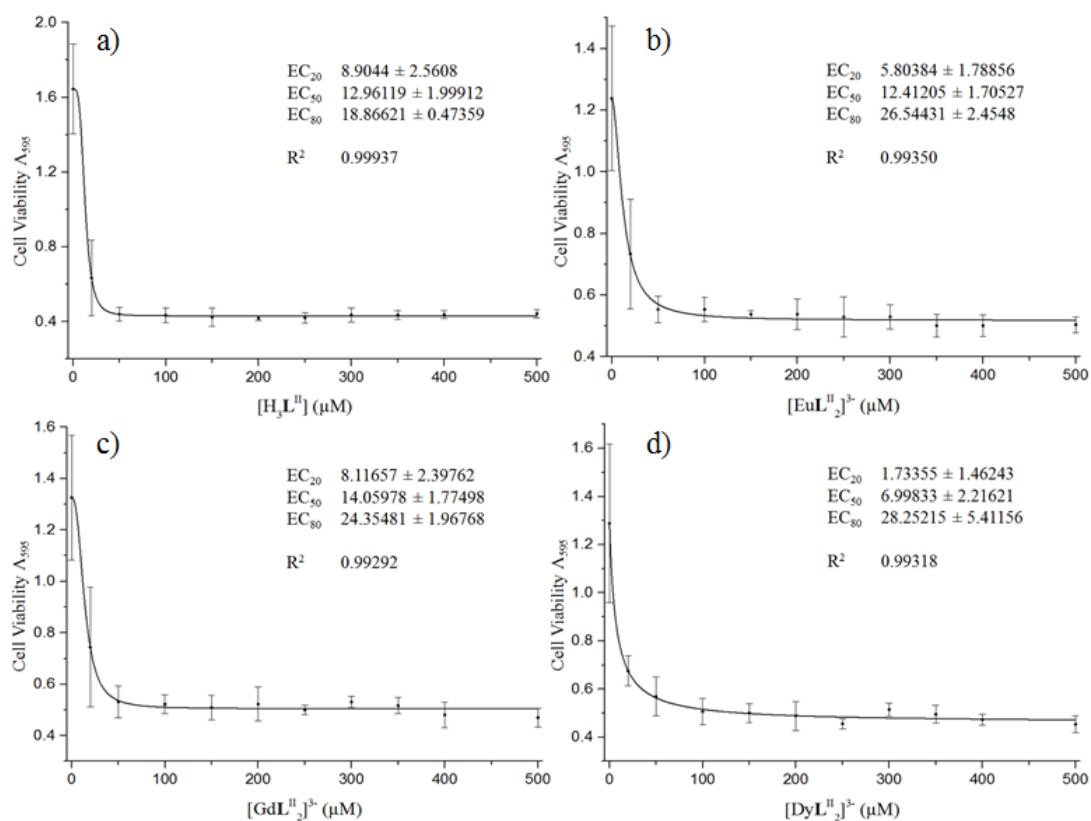 a)
2.0
1.6
1.2
0.8
0.4
Cell Viability A₅₉₅
EC₂₀ 8.9044 ± 2.5608
EC₅₀ 12.96119 ± 1.99912
EC₈₀ 18.86621 ± 0.47359
R² 0.99937
0 100 200 300 400 500
[H₃Lᴵᴵ] (µM)
b)
1.4
1.2
1.0
0.8
0.6
0.4
Cell Viability A₅₉₅
EC₂₀ 5.80384 ± 1.78856
EC₅₀ 12.41205 ± 1.70527
EC₈₀ 26.54431 ± 2.4548
R² 0.99350
0 100 200 300 400 500
[EuLᴵᴵ₂]³⁻ (µM)
c)
1.6
1.4
1.2
1.0
0.8
0.6
0.4
Cell Viability A₅₉₅
EC₂₀ 8.11657 ± 2.39762
EC₅₀ 14.05978 ± 1.77498
EC₈₀ 24.35481 ± 1.96768
R² 0.99292
0 100 200 300 400 500
[GdLᴵᴵ₂]³⁻ (µM)
d)
1.6
1.4
1.2
1.0
0.8
0.6
0.4
Cell Viability A₅₉₅
EC₂₀ 1.73355 ± 1.46243
EC₅₀ 6.99833 ± 2.21621
EC₈₀ 28.25215 ± 5.41156
R² 0.99318
0 100 200 300 400 500
[DyLᴵᴵ₂]³⁻ (µM)